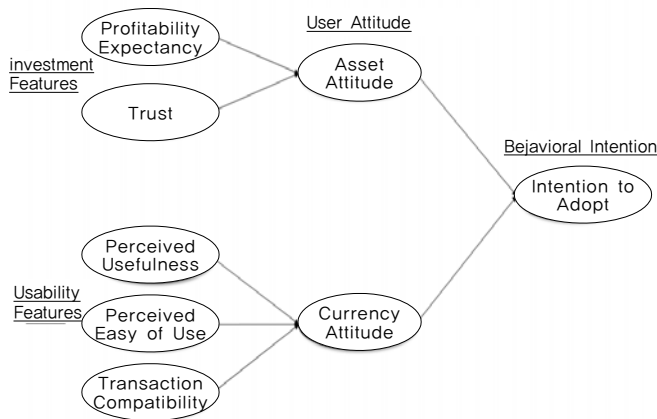 User Attitude
Profitability
Expectancy
investment
Features
Asset
Attitude
Trust
Bejavioral Intention
Intention to
Adopt
Perceived
Usefulness
Usability
Features
Perceived
Easy of Use
Currency
Attitude
Transaction
Compatibility